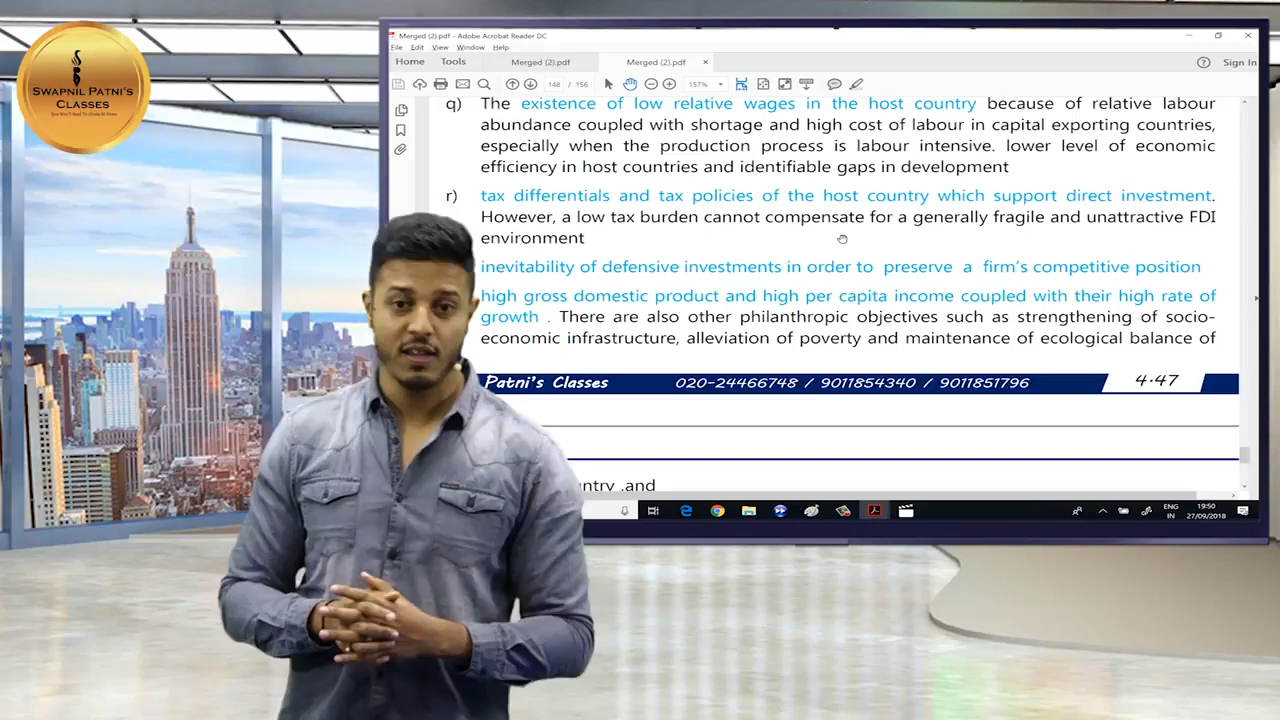 SWAPNIL PATNI'S
CLASSES
Merged (2).pdf - Adobe Acrobat Reader DC
File Edit View Window Help
Home Tools Merged (2).pdf Merged (2).pdf × Sign In
148 / 156 157%
q) The existence of low relative wages in the host country because of relative labour
abundance coupled with shortage and high cost of labour in capital exporting countries,
especially when the production process is labour intensive. lower level of economic
efficiency in host countries and identifiable gaps in development
r) tax differentials and tax policies of the host country which support direct investment.
However, a low tax burden cannot compensate for a generally fragile and unattractive FDI
environment
inevitability of defensive investments in order to preserve a firm's competitive position
high gross domestic product and high per capita income coupled with their high rate of
growth . There are also other philanthropic objectives such as strengthening of socio-
economic infrastructure, alleviation of poverty and maintenance of ecological balance of
Patni's Classes 020-24466748 / 9011854340 / 9011851796 4.47
untry ,and
ENG 19:50
IN 27/09/2018